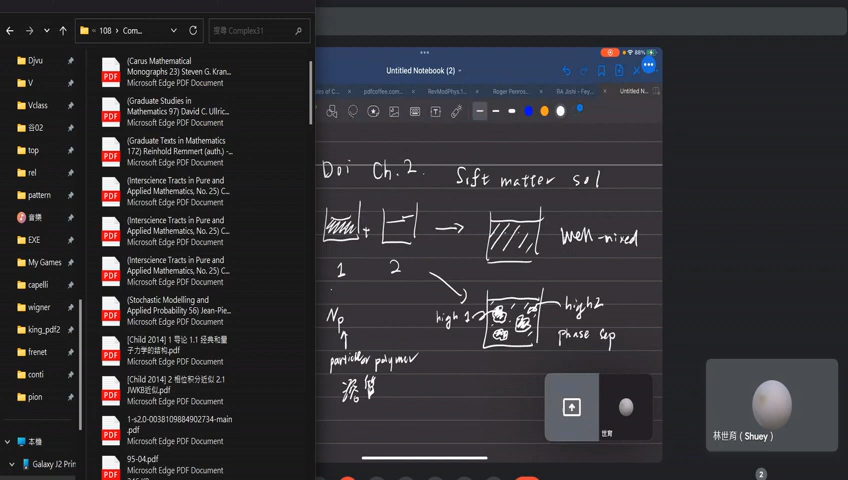 108 › Com...
搜尋 Complex31
Djvu
V
Vclass
谷02
top
rel
pattern
音樂
EXE
My Games
capelli
wigner
king_pdf2
frenet
conti
pion
本機
Galaxy J2 Prin
(Carus Mathematical
Monographs 23) Steven G. Kran...
Microsoft Edge PDF Document
(Graduate Studies in
Mathematics 97) David C. Ullric...
Microsoft Edge PDF Document
(Graduate Texts in Mathematics
172) Reinhold Remmert (auth.) -...
Microsoft Edge PDF Document
(Interscience Tracts in Pure and
Applied Mathematics, No. 25) C...
Microsoft Edge PDF Document
(Interscience Tracts in Pure and
Applied Mathematics, No. 25) C...
Microsoft Edge PDF Document
(Interscience Tracts in Pure and
Applied Mathematics, No. 25) C...
Microsoft Edge PDF Document
(Stochastic Modelling and
Applied Probability 56) Jean-Pie...
Microsoft Edge PDF Document
[Child 2014] 1 导论 1.1 经典和量
子力学的结构.pdf
Microsoft Edge PDF Document
[Child 2014] 2 相位积分近似 2.1
JWKB近似.pdf
Microsoft Edge PDF Document
1-s2.0-0038109884902734-main
.pdf
Microsoft Edge PDF Document
95-04.pdf
Microsoft Edge PDF Document
88%
Untitled Notebook (2)
ples of C...
pdfcoffee.com...
RevModPhys.1...
Roger Penros...
RA Jishi - Fey...
Untitled N...
Doi Ch.2. Soft matter sol
+
well-mixed
1 2
high 1
high 2
phase sep
Np
particle or polymer
溶質
世育
林世育 (Shuey)
2